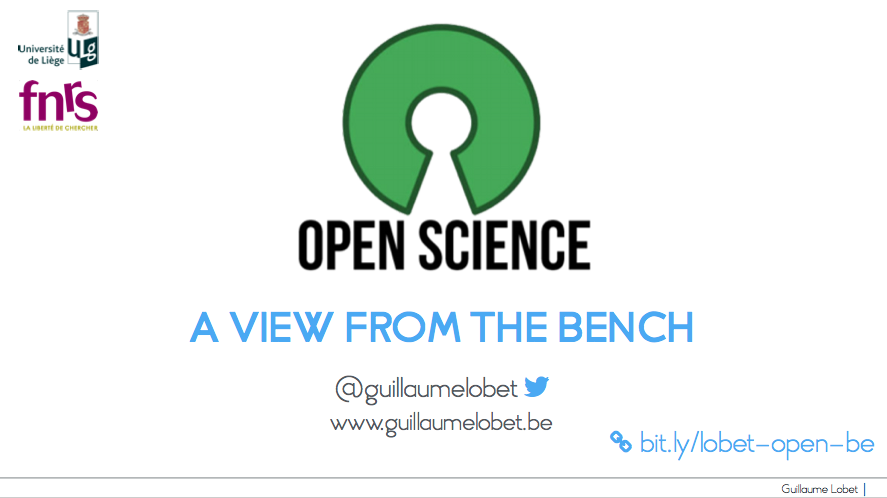 Université
de Liège
ULg
fnrs
LA LIBERTÉ DE CHERCHER
OPEN SCIENCE
A VIEW FROM THE BENCH
@guillaumelobet
www.guillaumelobet.be
bit.ly/lobet-open-be
Guillaume Lobet |